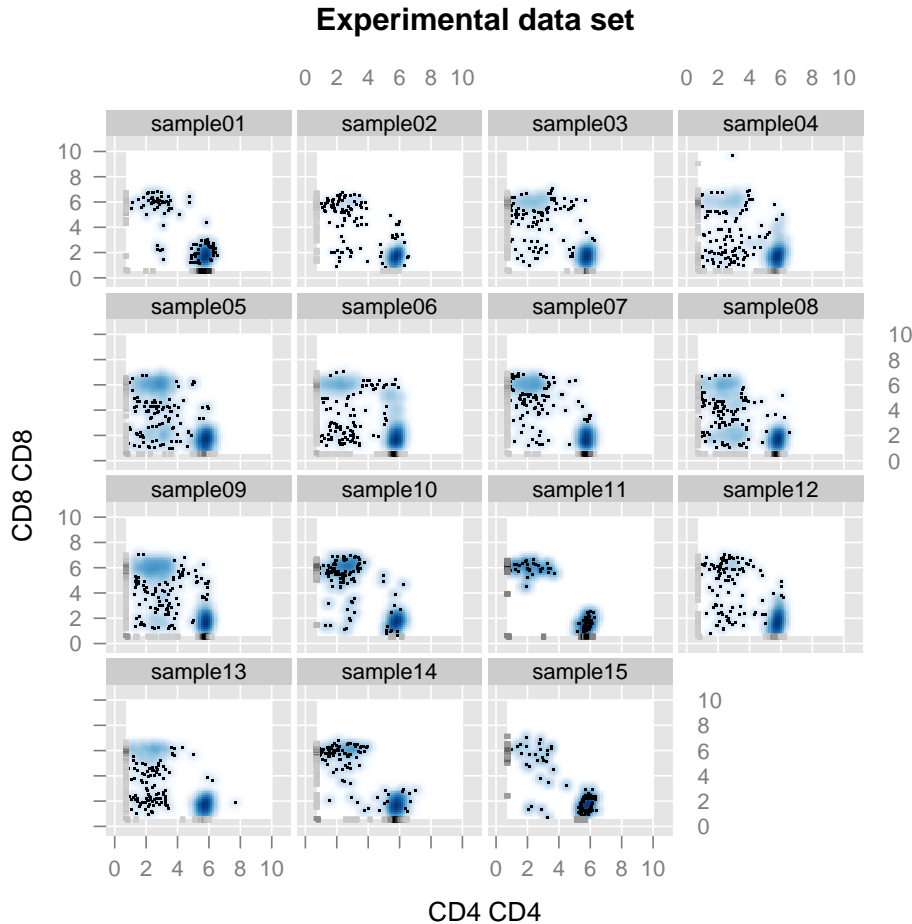 Experimental data set
0 2 4 6 8 10 0 2 4 6 8 10
sample01 sample02 sample03 sample04
10
8
6
4
2
0
sample05 sample06 sample07 sample08
10
8
6
4
2
0
CD8 CD8
sample09 sample10 sample11 sample12
10
8
6
4
2
0
sample13 sample14 sample15
10
8
6
4
2
0
0 2 4 6 8 10 0 2 4 6 8 10
CD4 CD4